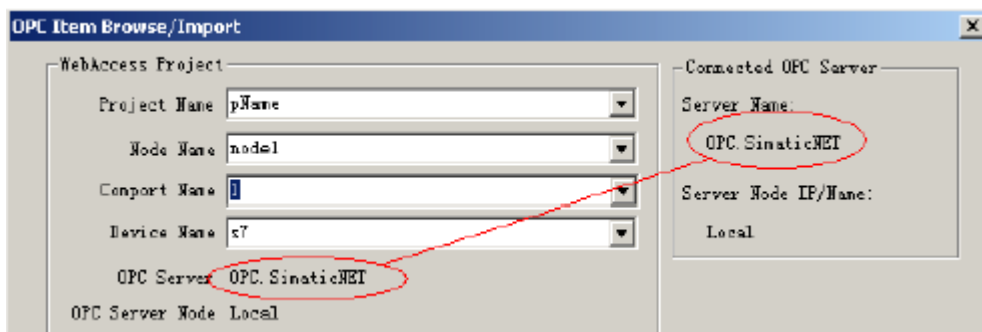 OPC Item Browse/Import
WebAccess Project
Project Name pName
Node Name node1
Comport Name 1
Device Name s7
OPC Server OPC.SimaticNET
OPC Server Node Local
Connected OPC Server
Server Name:
OPC.SimaticNET
Server Node IP/Name:
Local